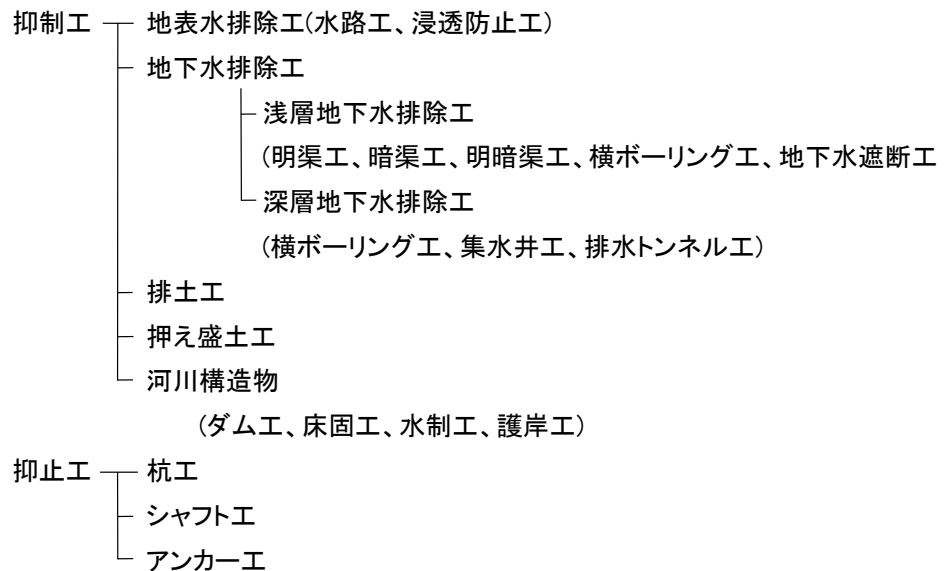 抑制工 地表水排除工(水路工、浸透防止工)
地下水排除工
浅層地下水排除工
(明渠工、暗渠工、明暗渠工、横ボーリング工、地下水遮断工
深層地下水排除工
(横ボーリング工、集水井工、排水トンネル工)
排土工
押え盛土工
河川構造物
(ダム工、床固工、水制工、護岸工)
抑止工 杭工
シャフト工
アンカー工